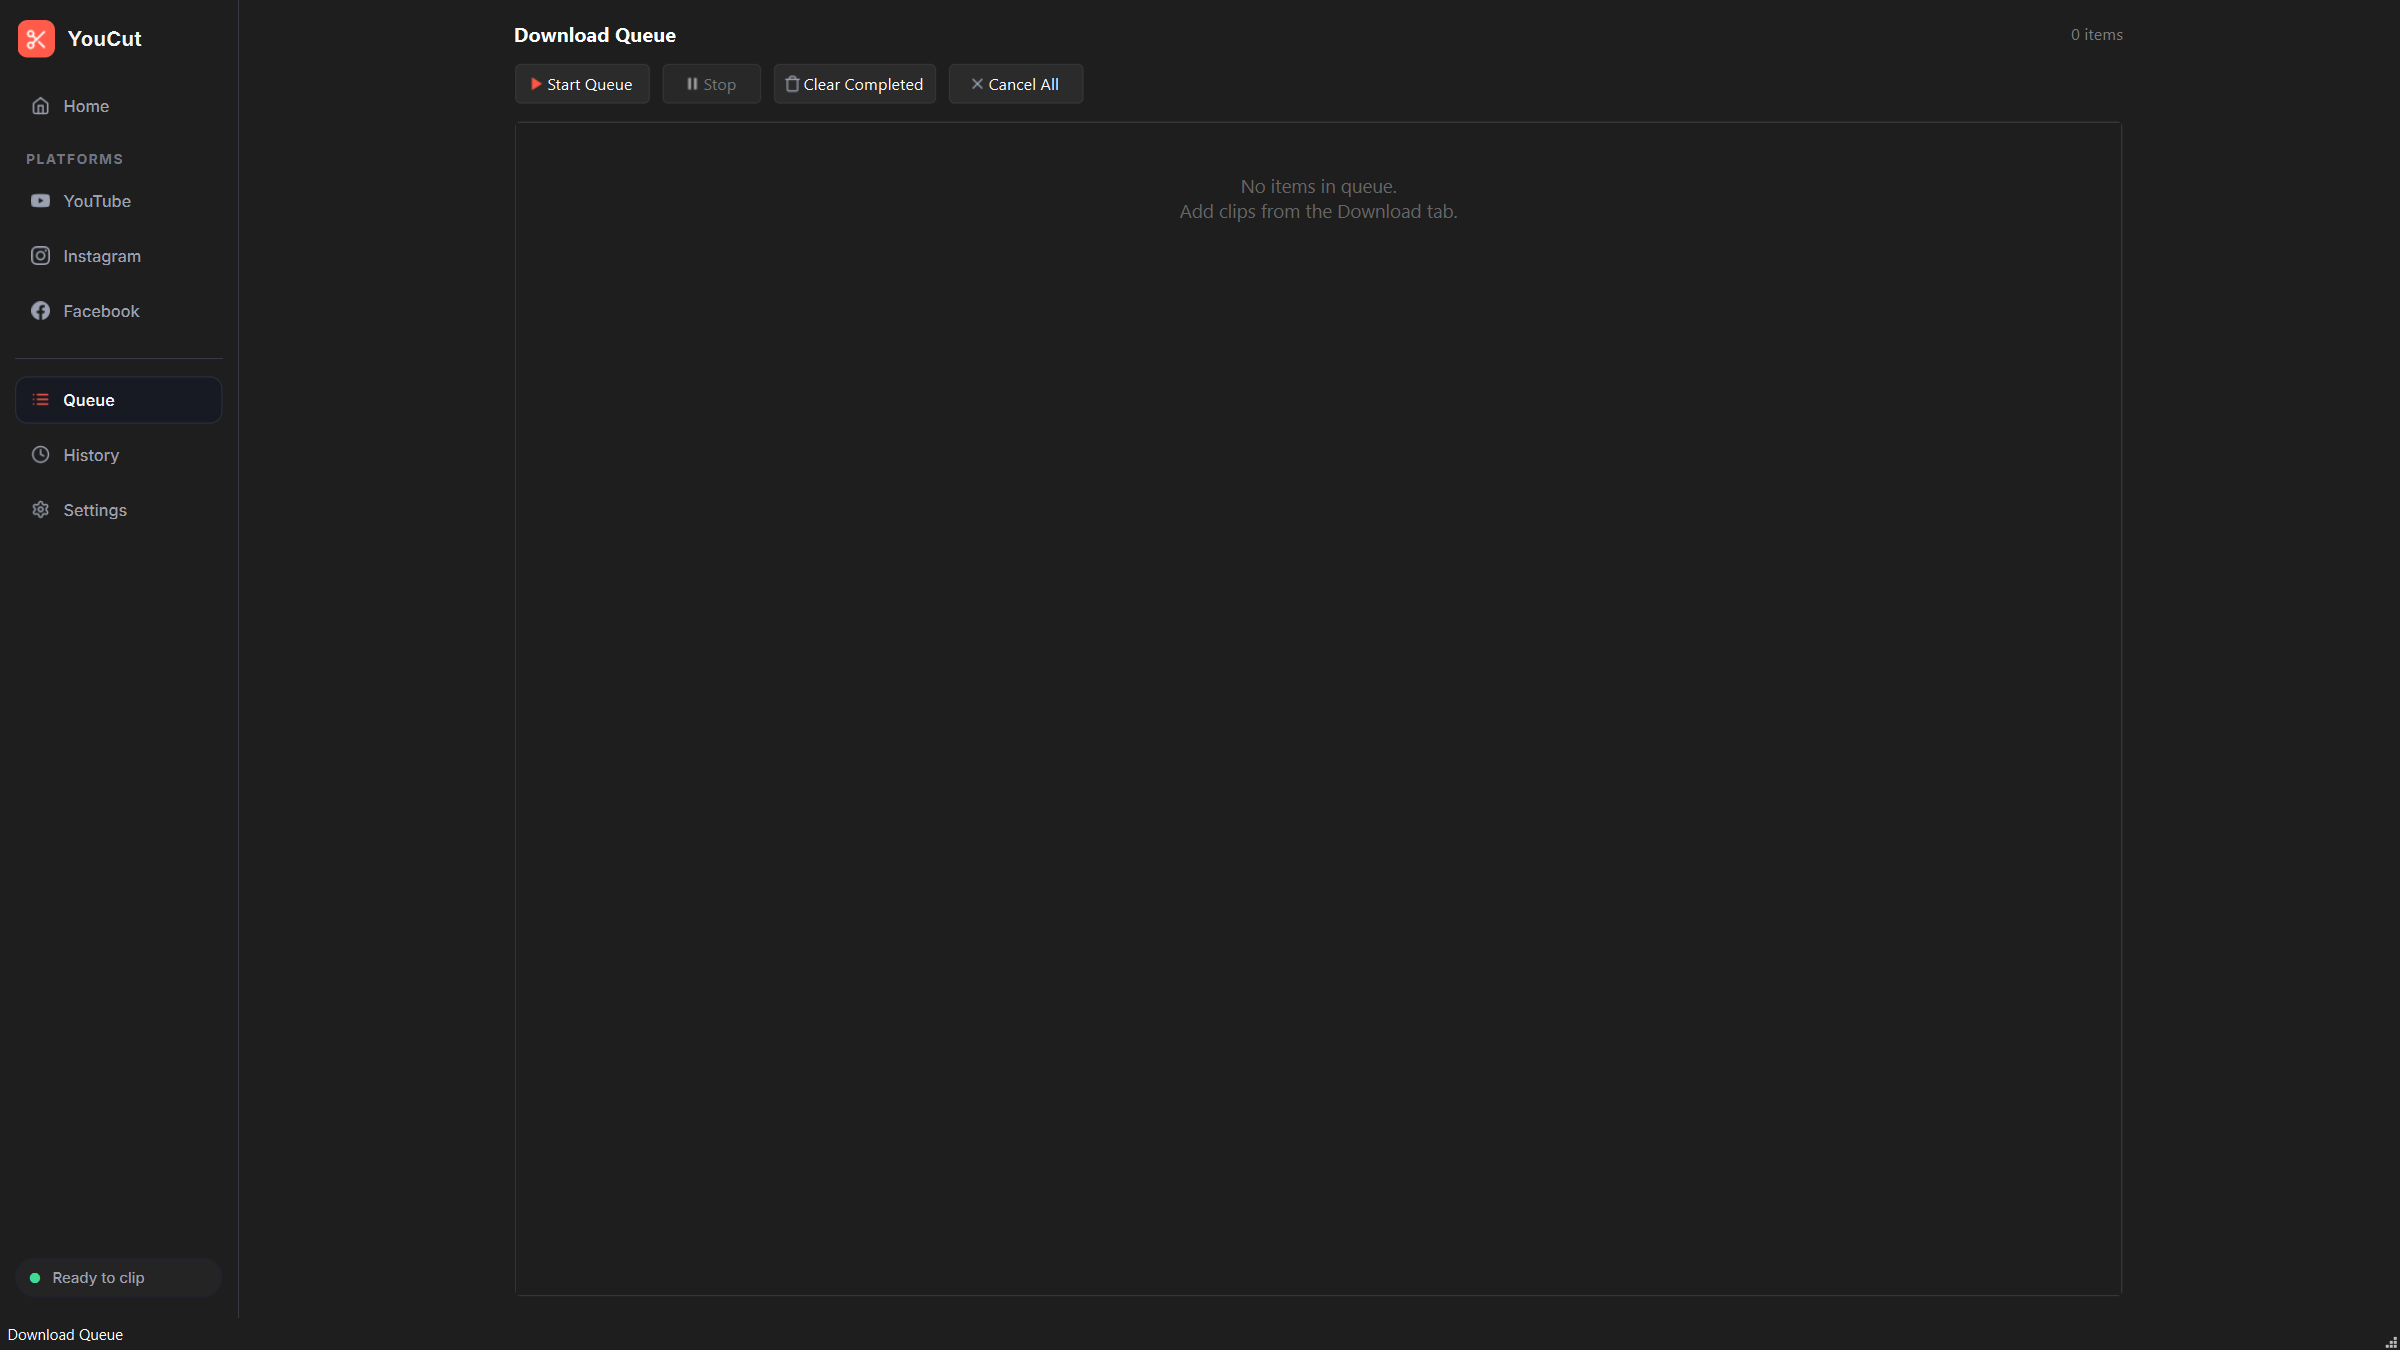 YouCut
Home
PLATFORMS
YouTube
Instagram
Facebook
Queue
History
Settings
Ready to clip
Download Queue
0 items
Start Queue
Stop
Clear Completed
Cancel All
No items in queue.
Add clips from the Download tab.
Download Queue